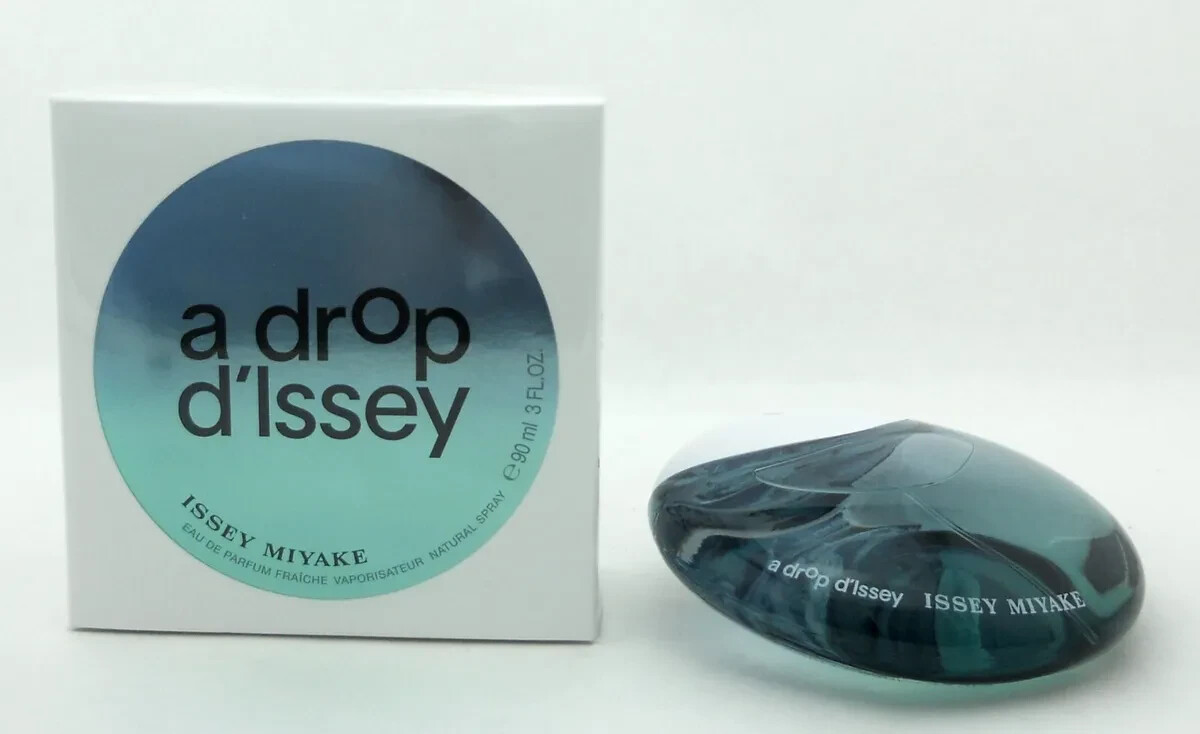 a drop
d'Issey
℮ 90 ml 3 FL.OZ.
ISSEY MIYAKE
EAU DE PARFUM FRAÎCHE VAPORISATEUR NATURAL SPRAY
a drop d'Issey ISSEY MIYAKE